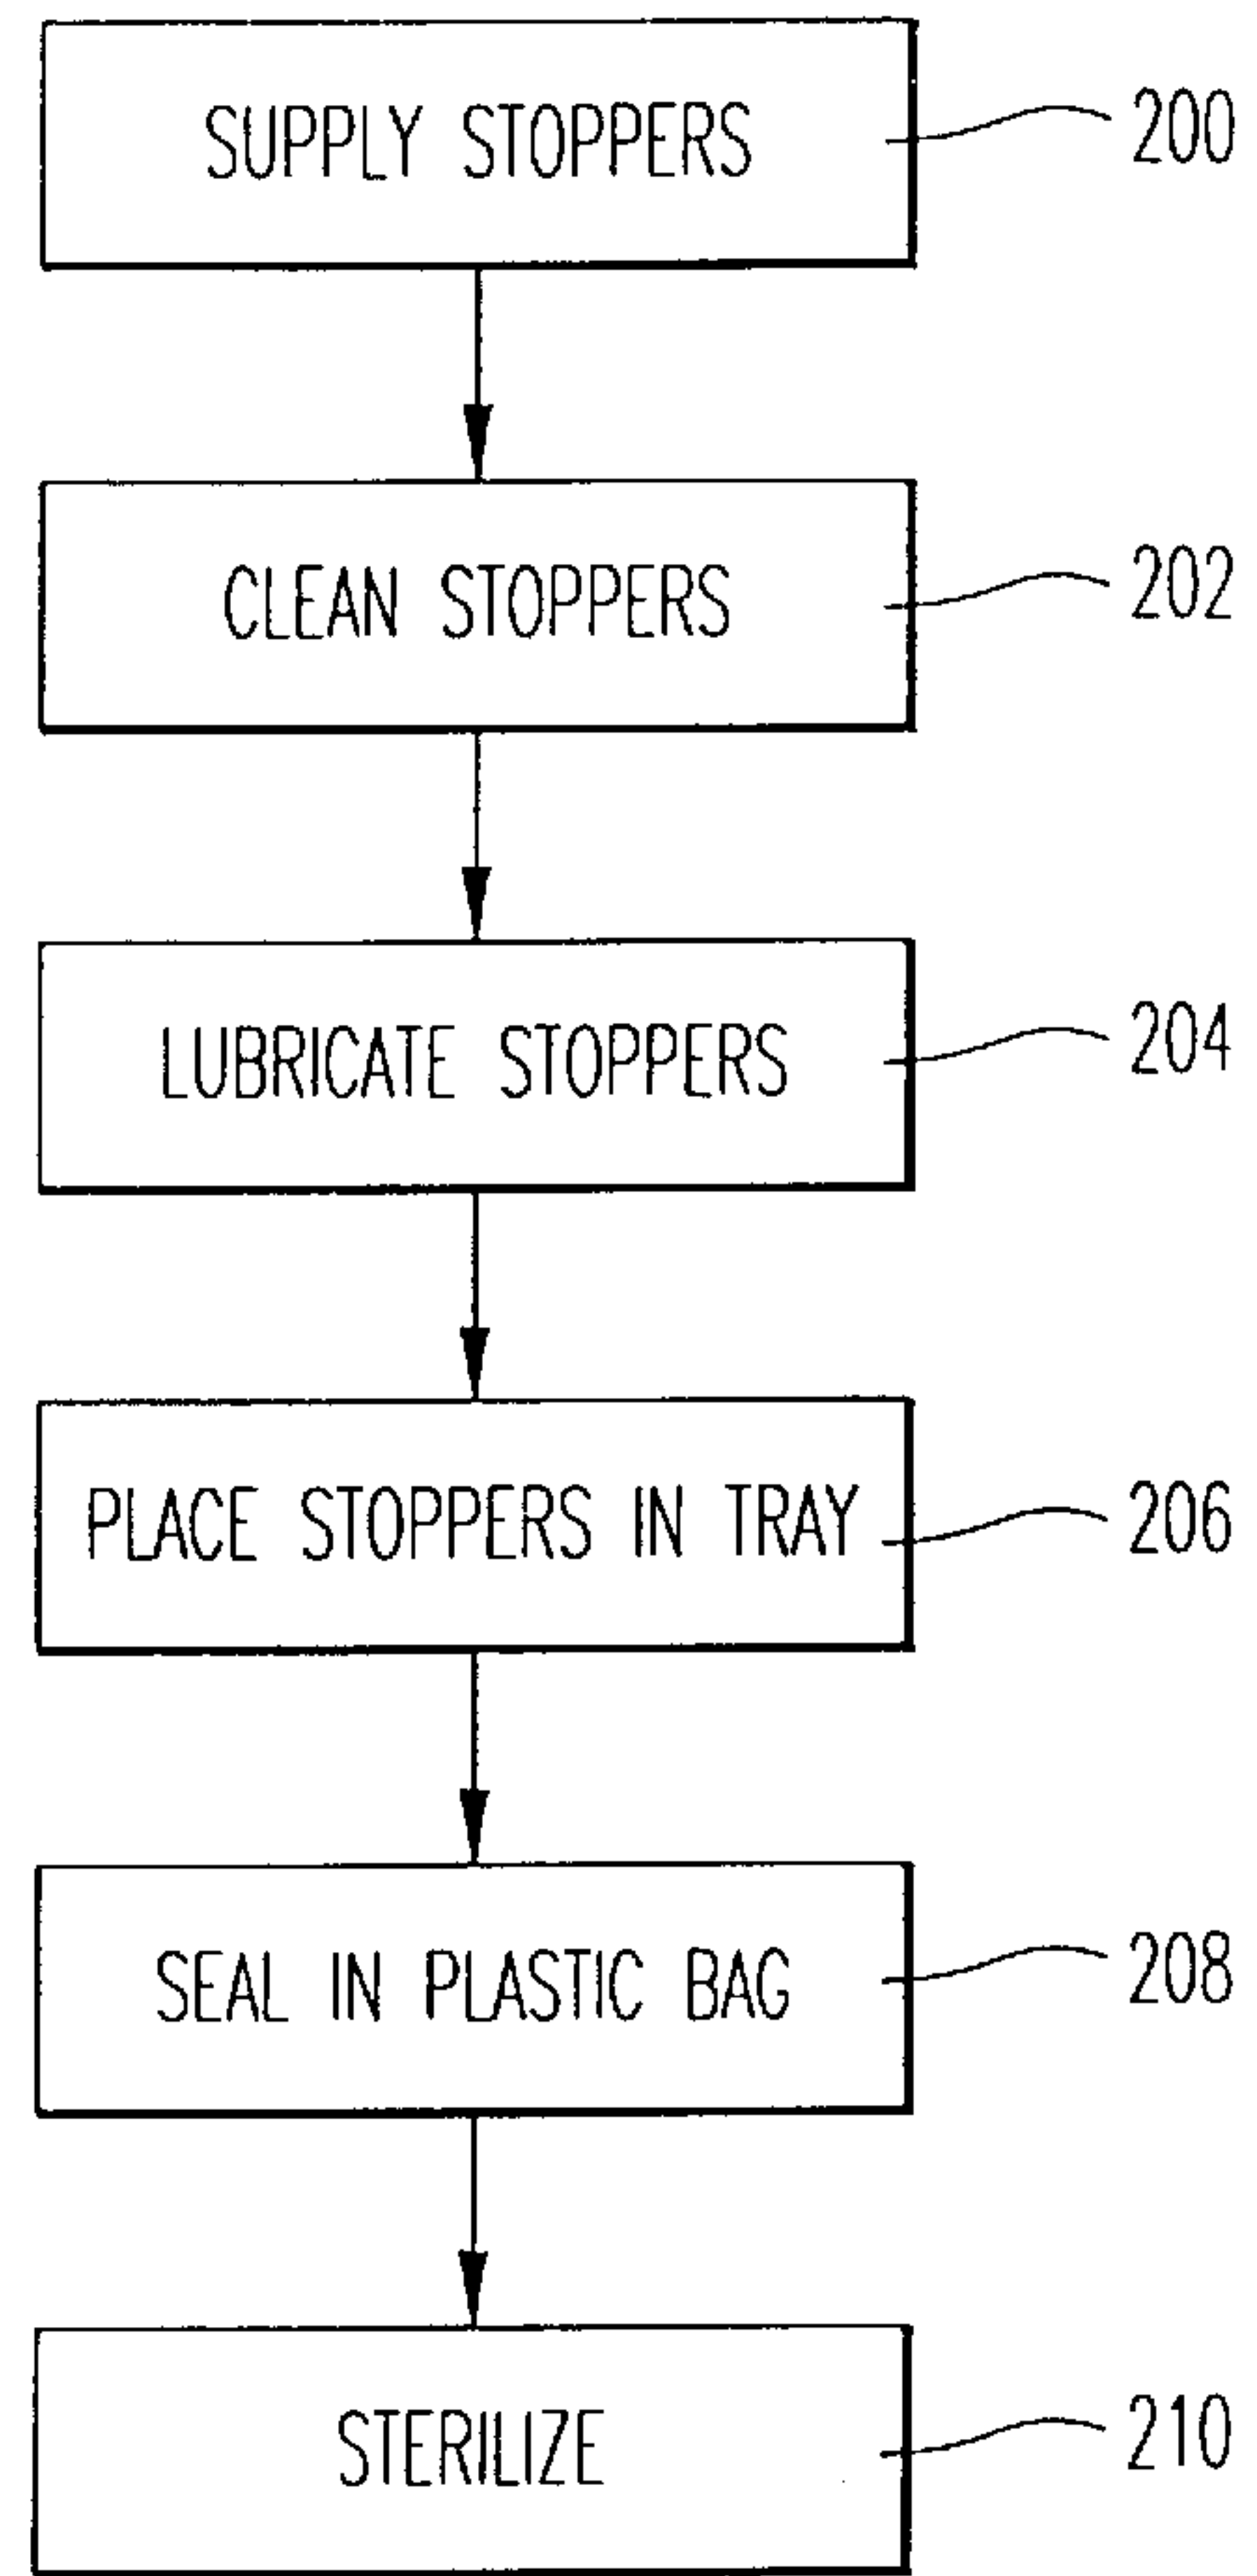 SUPPLY STOPPERS 200
CLEAN STOPPERS 202
LUBRICATE STOPPERS 204
PLACE STOPPERS IN TRAY 206
SEAL IN PLASTIC BAG 208
STERILIZE 210